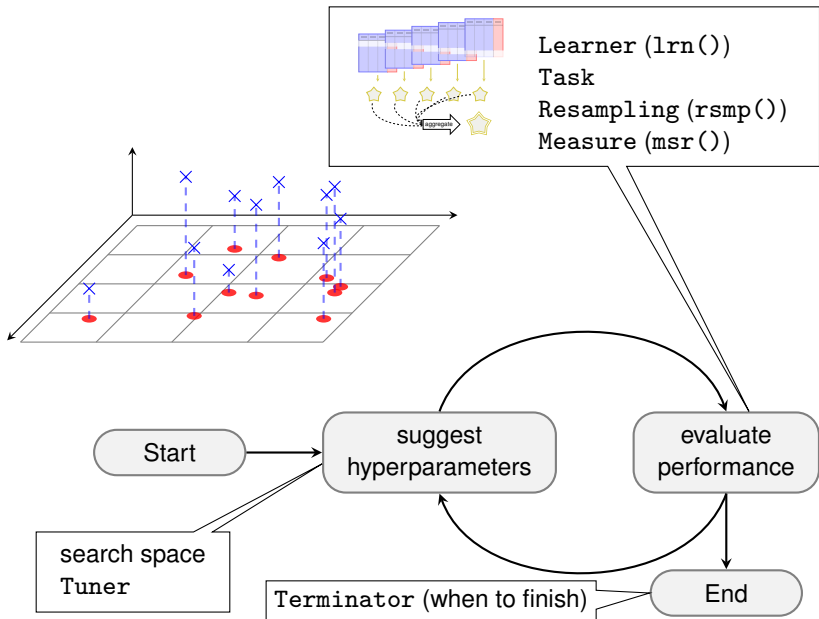 Learner (lrn())
Task
Resampling (rsmp())
Measure (msr())
aggregate
Start
suggest
hyperparameters
evaluate
performance
search space
Tuner
Terminator (when to finish)
End